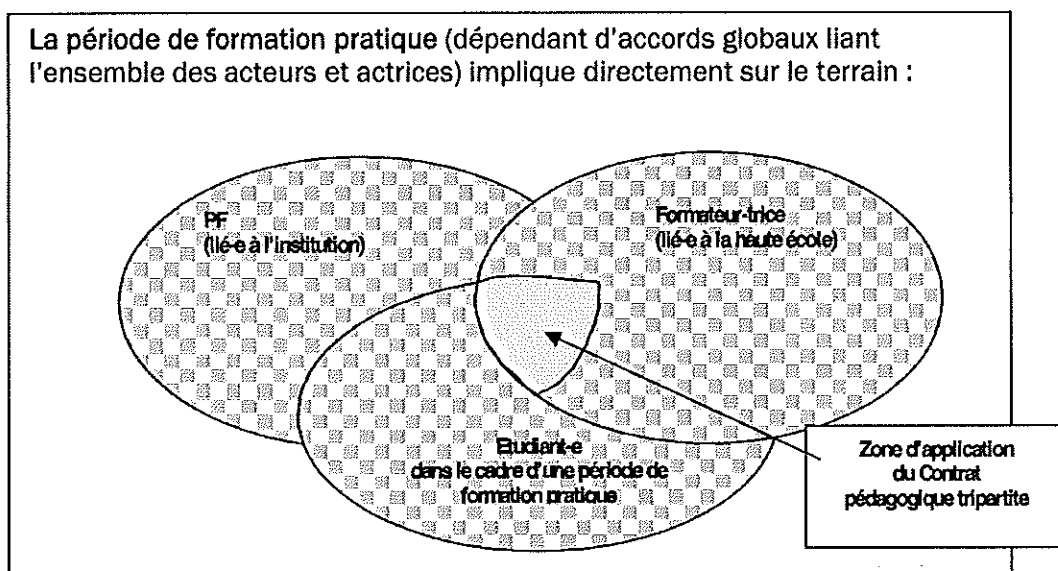 La période de formation pratique (dépendant d'accords globaux liant
l'ensemble des acteurs et actrices) implique directement sur le terrain :
PF
(lié-e à l'institution)
Formateur-trice
(lié-e à la haute école)
Etudiant-e
dans le cadre d'une période de
formation pratique
Zone d'application
du Contrat
pédagogique tripartite